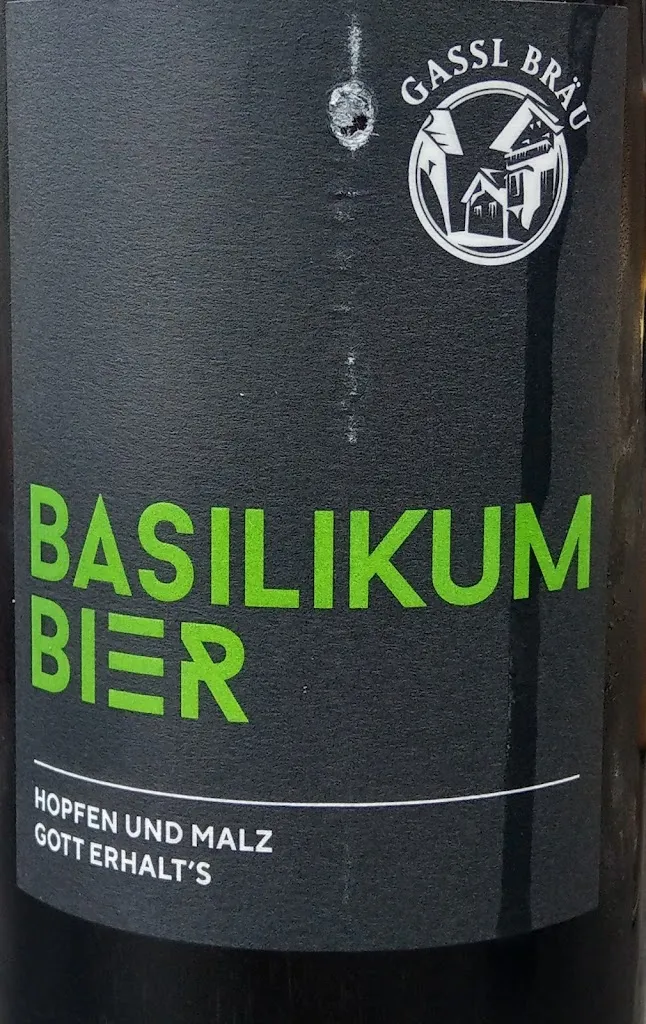 GASSL BRÄU
BASILIKUM
BIER
HOPFEN UND MALZ
GOTT ERHALT'S